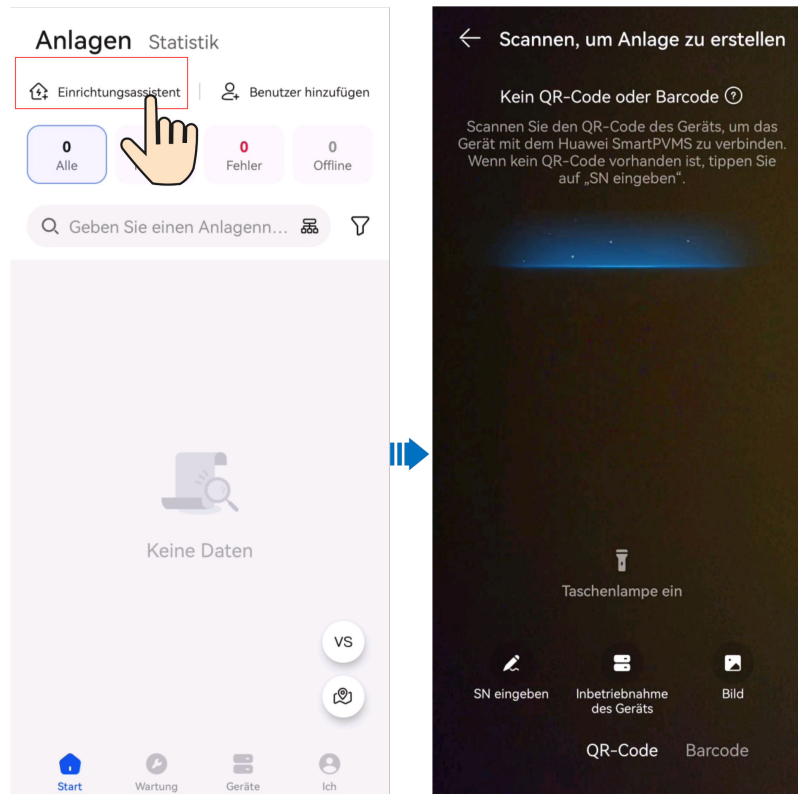 Anlagen Statistik
Einrichtungsassistent
Benutzer hinzufügen
0
Alle
0
Fehler
0
Offline
Geben Sie einen Anlagenn...
Keine Daten
VS
Start
Wartung
Geräte
Ich
Scannen, um Anlage zu erstellen
Kein QR-Code oder Barcode
Scannen Sie den QR-Code des Geräts, um das
Gerät mit dem Huawei SmartPVMS zu verbinden.
Wenn kein QR-Code vorhanden ist, tippen Sie
auf „SN eingeben“.
Taschenlampe ein
SN eingeben
Inbetriebnahme
des Geräts
Bild
QR-Code
Barcode